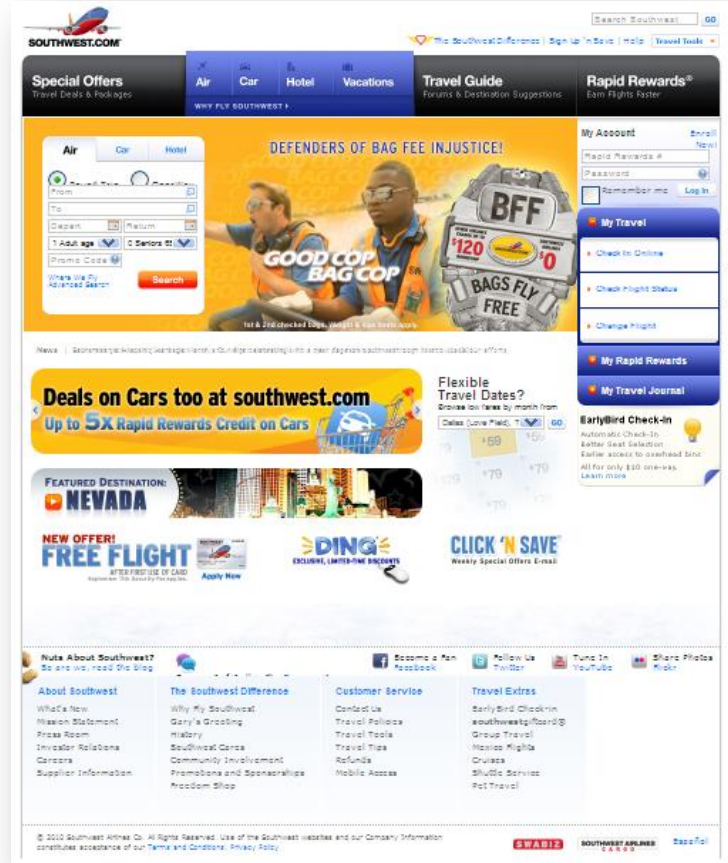 Search Southwest
GO
SOUTHWEST.COM
The Southwest Difference | Sign Up 'n Save | Help | Travel Tools
Special Offers
Travel Deals & Packages
Air
Car
Hotel
Vacations
WHY FLY SOUTHWEST
Travel Guide
Forums & Destination Suggestions
Rapid Rewards®
Earn Flights Faster
Air
Car
Hotel
From
To
Depart
Return
1 Adult age
0 Seniors 65
Promo Code
Where We Fly
Advanced Search
Search
DEFENDERS OF BAG FEE INJUSTICE!
GOOD COP
BAG COP
BFF
$120
$0
BAGS FLY
FREE
1st & 2nd checked bags, weight & size limits apply.
My Account
Enroll Now!
Rapid Rewards #
Password
Remember me
Log In
My Travel
Check In Online
Check Flight Status
Change Flight
My Rapid Rewards
My Travel Journal
News
Deals on Cars too at southwest.com
Up to 5X Rapid Rewards Credit on Cars
Flexible
Travel Dates?
Browse low fares by month from
Dallas (Love Field), T
GO
$59
$79
$79
EarlyBird Check-In
Automatic Check-In
Better Seat Selection
Earlier access to overhead bins
All for only $10 one-way.
Learn more
FEATURED DESTINATION:
NEVADA
NEW OFFER!
FREE FLIGHT
AFTER FIRST USE OF CARD
Apply Now
DING!
EXCLUSIVE, LIMITED-TIME DISCOUNTS
CLICK 'N SAVE
Weekly Special Offers E-mail
Nuts About Southwest?
So are we, read the blog
Become a Fan
Facebook
Follow Us
Twitter
Tune In
YouTube
Share Photos
Flickr
About Southwest
What's New
Mission Statement
Press Room
Investor Relations
Careers
Supplier Information
The Southwest Difference
Why Fly Southwest
Gary's Greeting
History
Southwest Cares
Community Involvement
Promotions and Sponsorships
Freedom Shop
Customer Service
Contact Us
Travel Policies
Travel Tools
Travel Tips
Refunds
Mobile Access
Travel Extras
EarlyBird Check-in
southwestgiftcard®
Group Travel
Mexico Flights
Cruises
Shuttle Service
Pet Travel
© 2010 Southwest Airlines Co. All Rights Reserved. Use of the Southwest websites and our Company Information
constitutes acceptance of our Terms and Conditions. Privacy Policy
SWABIZ
SOUTHWEST AIRLINES
CARGO
Español